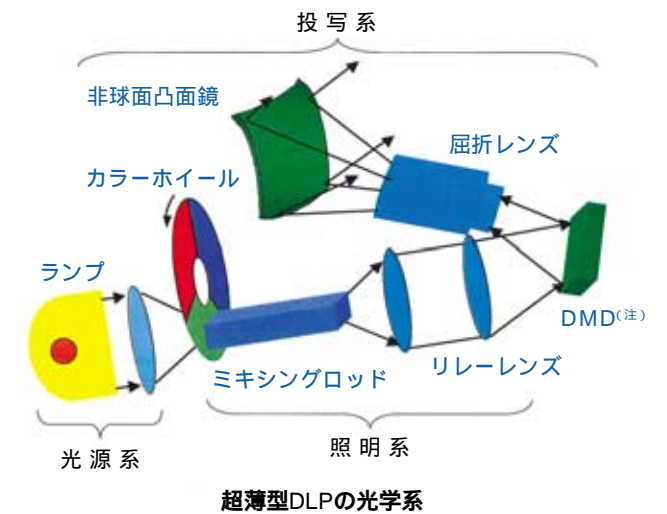 投写系
非球面凸面鏡
屈折レンズ
カラーホイール
ランプ
DMD(注)
リレーレンズ
ミキシングロッド
照明系
光源系
超薄型DLPの光学系